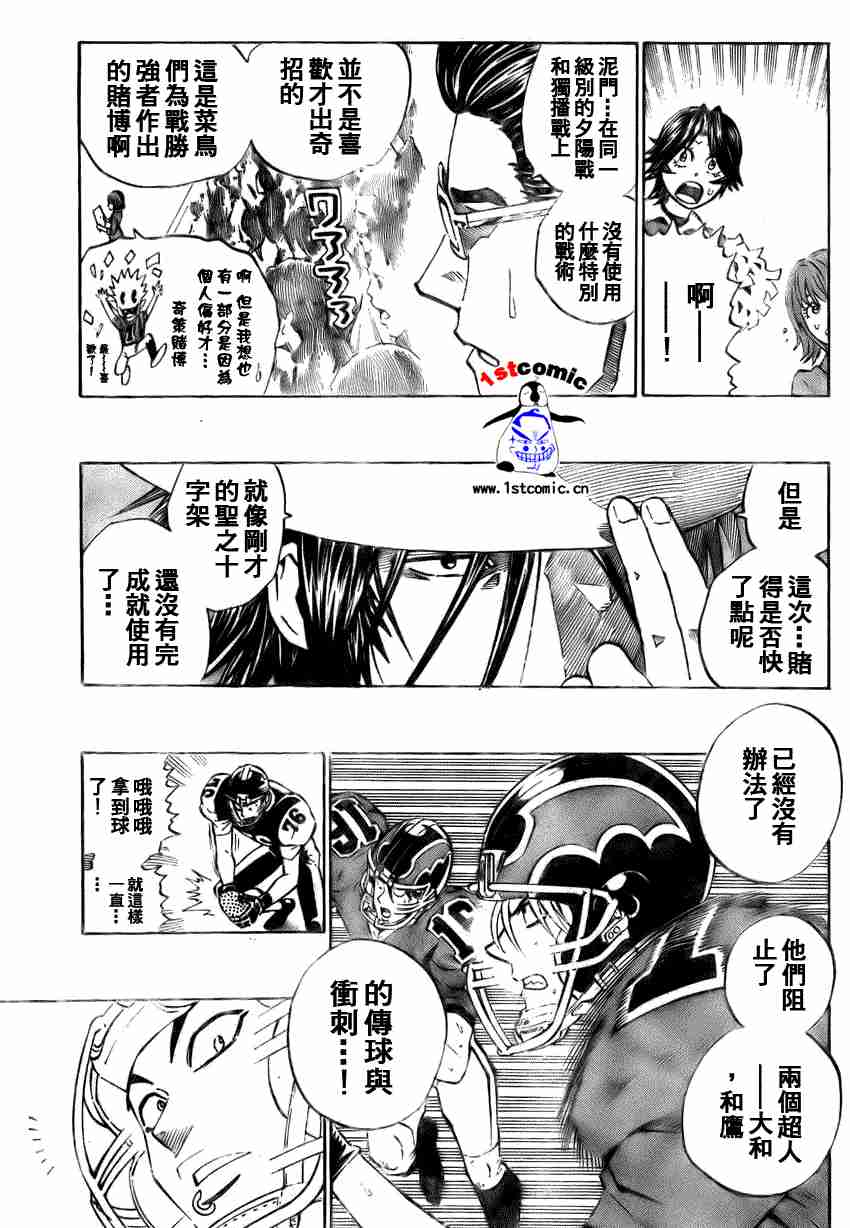 啊——
——！
泥門…在同一
級別的夕陽戰
和獨播戰上
沒有使用
什麼特別
的戰術
並不是喜
歡才出奇
招的
這是菜鳥
們為戰勝
強者作出
的賭博啊
啊，但是我想也
有一部分是因為
個人偏好才…
奇策賭博
最——喜
歡了！
1stcomic
www.1stcomic.cn
但是
這次…賭
得是否快
了點呢
就像剛才
的聖之十
字架
還沒有完
成就使用
了…
已經沒有
辦法了
他們阻
止了
兩個超人
——大和
，和鷹
的傳球與
衝刺…！
16
1
哦哦哦
拿到球
了！
就這樣
一直…
…
76